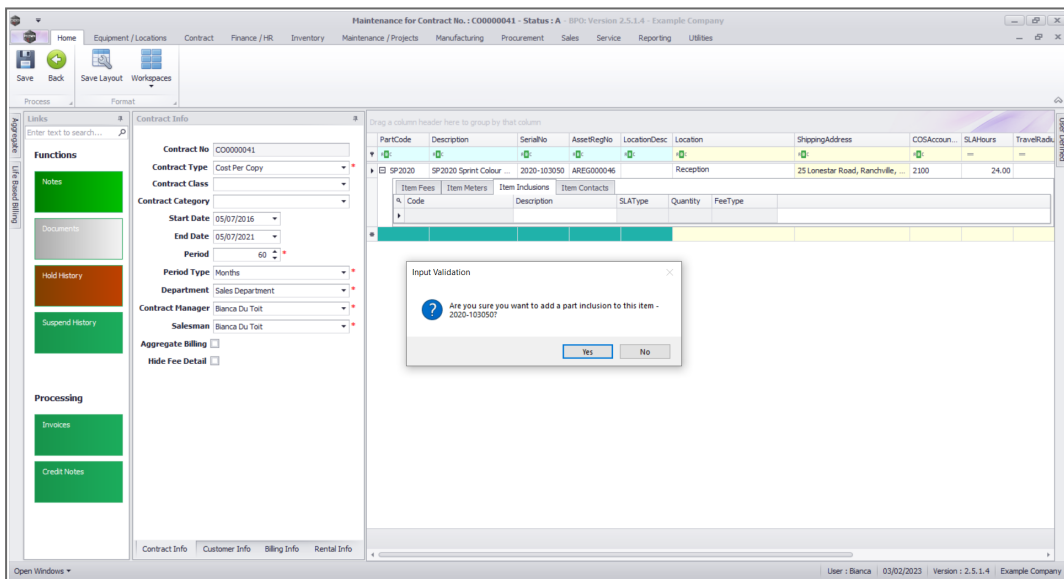 Maintenance for Contract No. : CO0000041 - Status : A - BPO: Version 2.5.1.4 - Example Company
Home Equipment / Locations Contract Finance / HR Inventory Maintenance / Projects Manufacturing Procurement Sales Service Reporting Utilities
Save Back Save Layout Workspaces
Process Format
Links
Enter text to search...
Functions
Notes
Documents
Hold History
Suspend History
Processing
Invoices
Credit Notes
Aggregate
Life Based Billing
Contract Info
Contract No CO0000041
Contract Type Cost Per Copy *
Contract Class
Contract Category
Start Date 05/07/2016
End Date 05/07/2021
Period 60 *
Period Type Months *
Department Sales Department *
Contract Manager Bianca Du Toit *
Salesman Bianca Du Toit *
Aggregate Billing
Hide Fee Detail
Contract Info Customer Info Billing Info Rental Info
Drag a column header here to group by that column
PartCode Description SerialNo AssetRegNo LocationDesc Location ShippingAddress COSAccoun... SLAHours TravelRadiu
SP2020 SP2020 Sprint Colour ... 2020-103050 AREG000046 Reception 25 Lonestar Road, Ranchville, ... 2100 24.00
Item Fees Item Meters Item Inclusions Item Contacts
Code Description SLAType Quantity FeeType
User Defined
Input Validation
Are you sure you want to add a part inclusion to this item -
2020-103050?
Yes No
Open Windows
User : Bianca 03/02/2023 Version : 2.5.1.4 Example Company